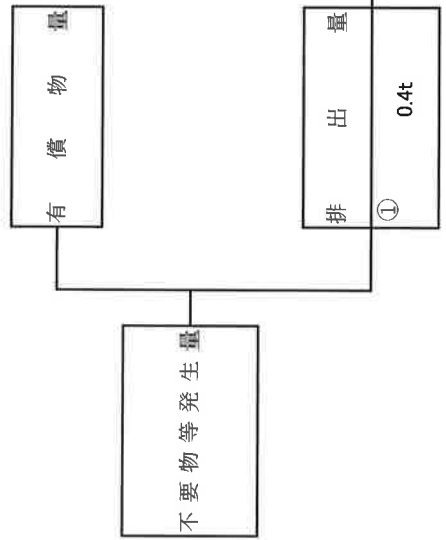 不要物等発生量
有償物量
排出量
①
0.4t